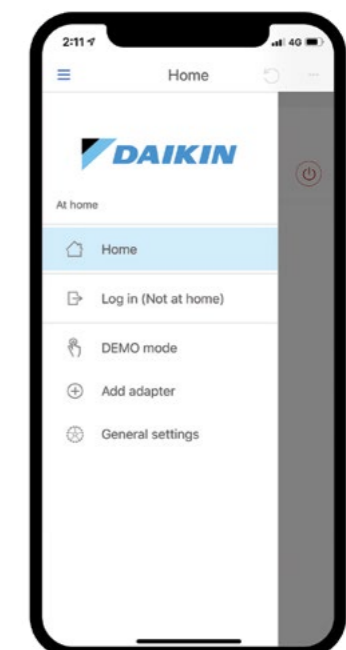 2:11 4G
Home
DAIKIN
At home
Home
Log in (Not at home)
DEMO mode
Add adapter
General settings